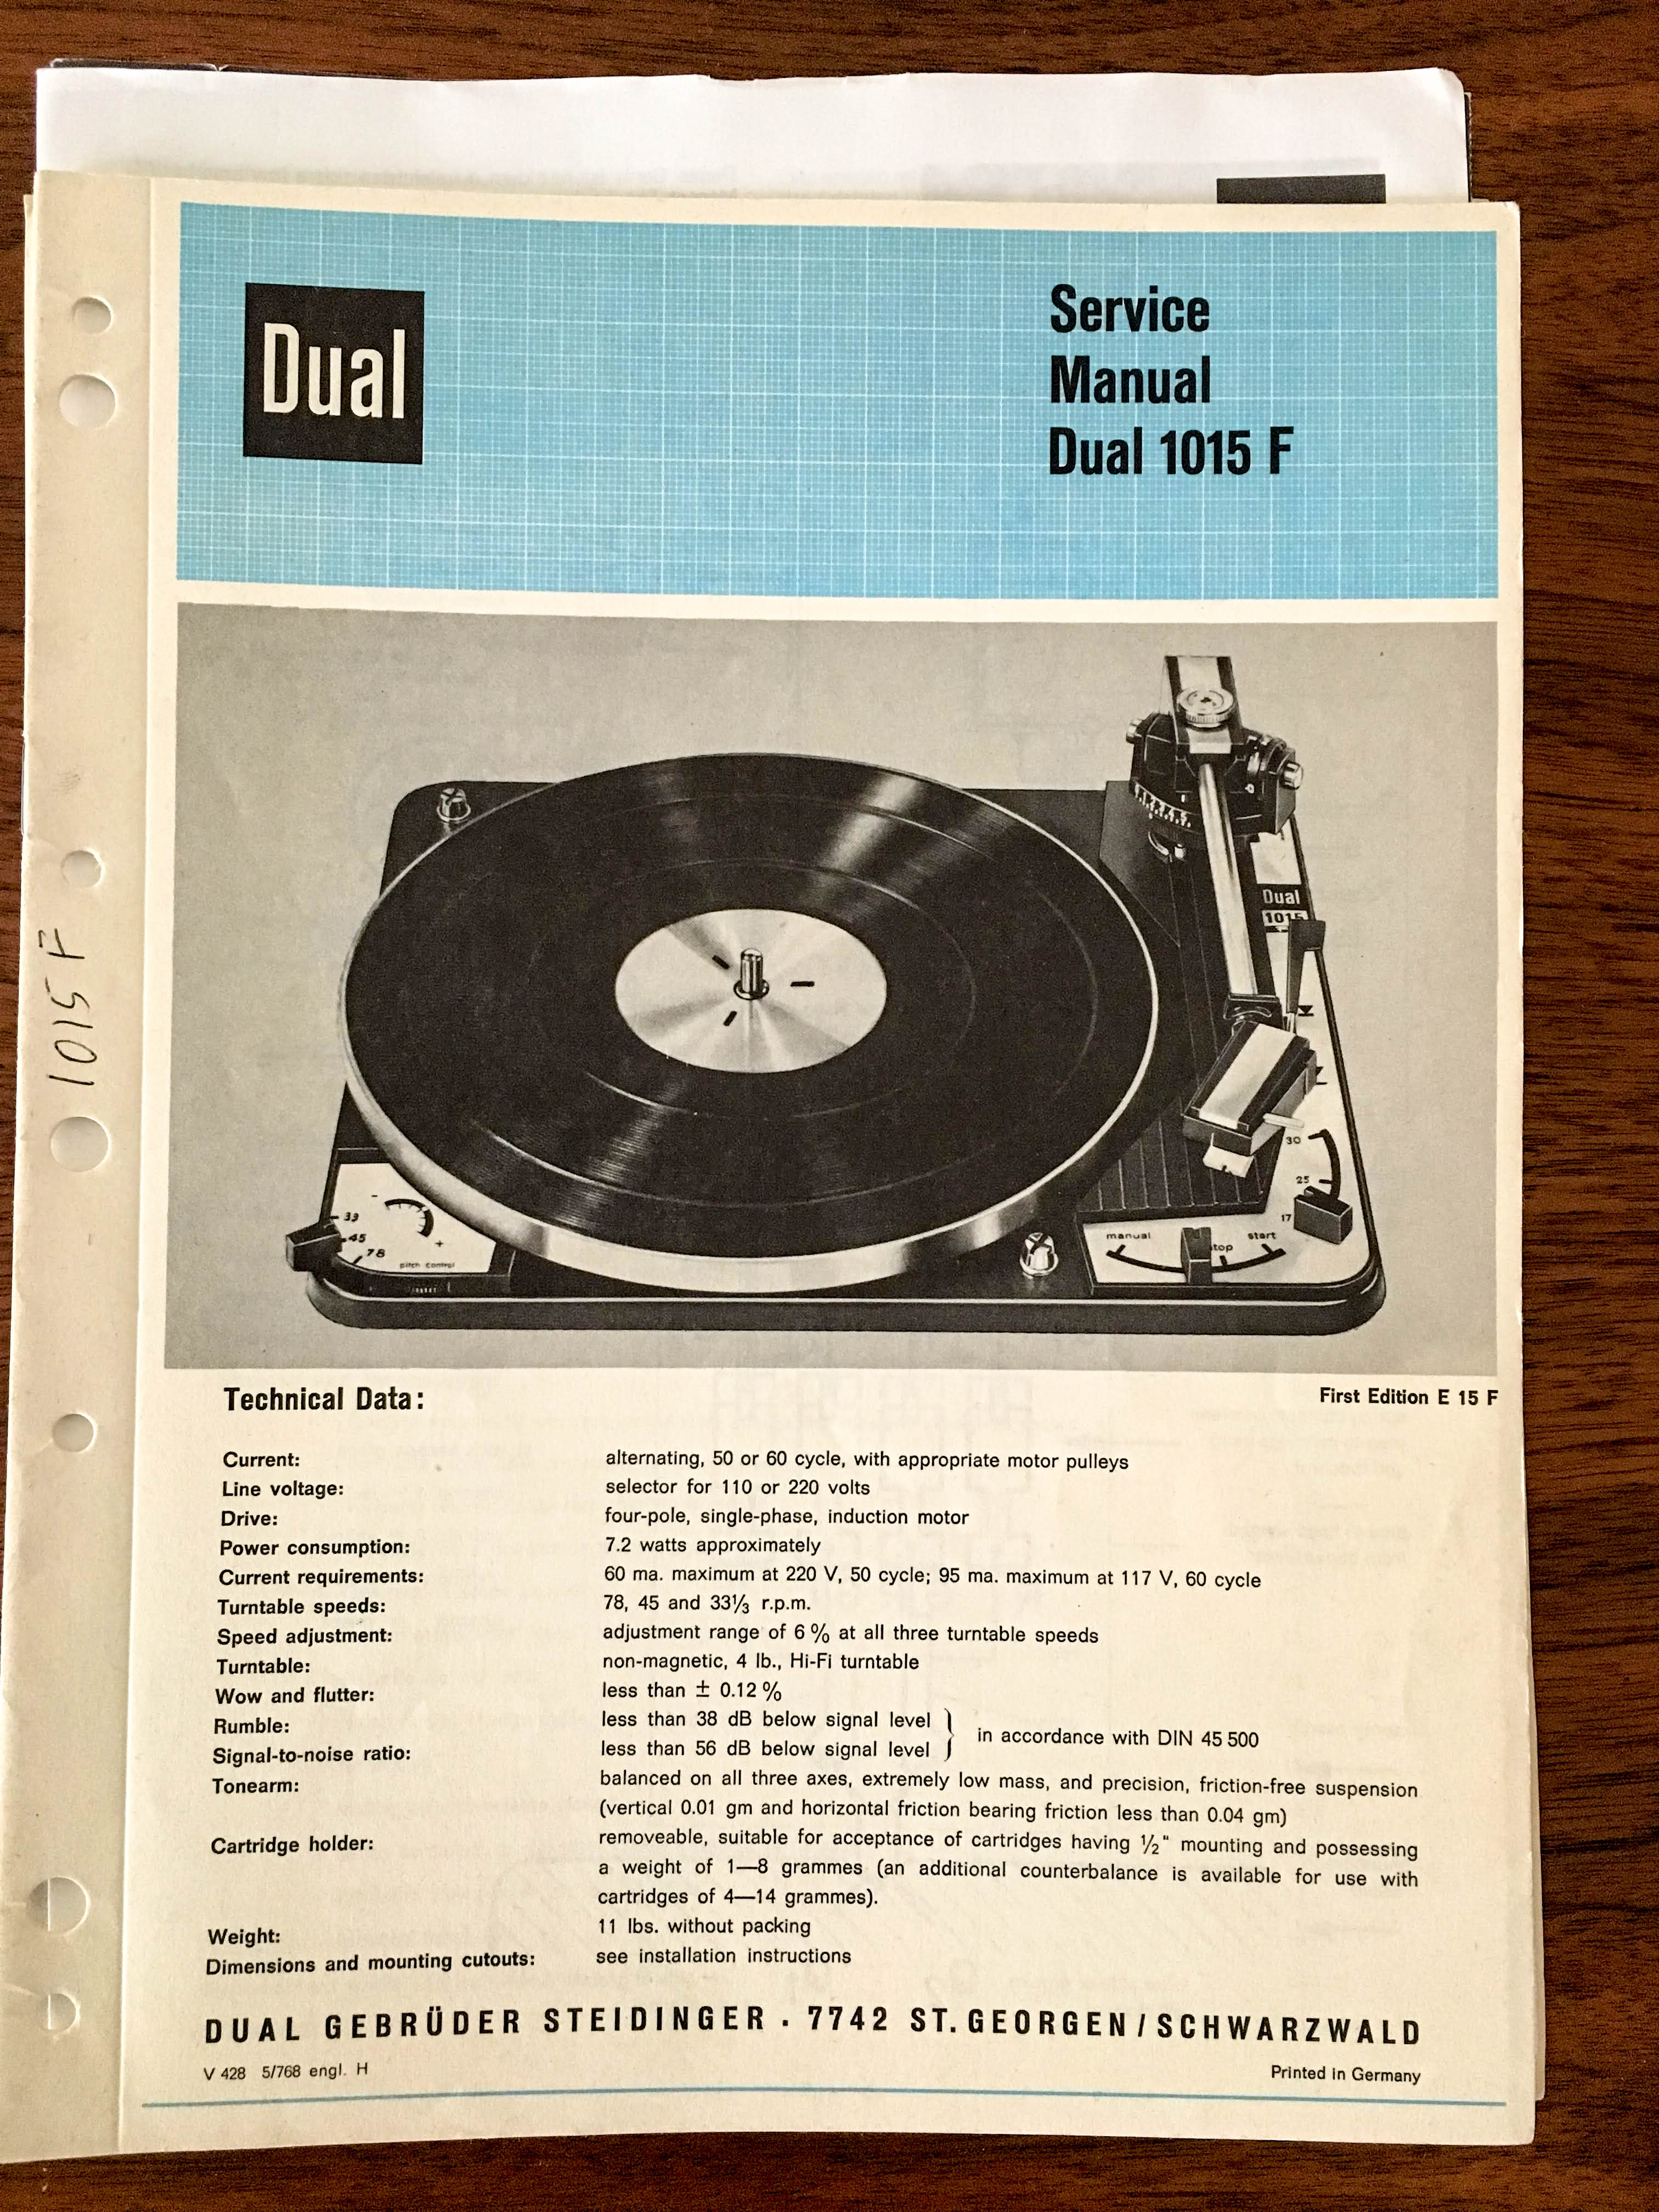 Dual
Service
Manual
Dual 1015 F
1015 F
Dual
1015
30
25
17
manual
stop
start
-
33
45
78
+
pitch control
Technical Data:
First Edition E 15 F
Current: alternating, 50 or 60 cycle, with appropriate motor pulleys
Line voltage: selector for 110 or 220 volts
Drive: four-pole, single-phase, induction motor
Power consumption: 7.2 watts approximately
Current requirements: 60 ma. maximum at 220 V, 50 cycle; 95 ma. maximum at 117 V, 60 cycle
Turntable speeds: 78, 45 and 33⅓ r.p.m.
Speed adjustment: adjustment range of 6 % at all three turntable speeds
Turntable: non-magnetic, 4 lb., Hi-Fi turntable
Wow and flutter: less than ± 0.12 %
Rumble: less than 38 dB below signal level
Signal-to-noise ratio: less than 56 dB below signal level
in accordance with DIN 45 500
Tonearm: balanced on all three axes, extremely low mass, and precision, friction-free suspension
(vertical 0.01 gm and horizontal friction bearing friction less than 0.04 gm)
Cartridge holder: removeable, suitable for acceptance of cartridges having ½" mounting and possessing
a weight of 1—8 grammes (an additional counterbalance is available for use with
cartridges of 4—14 grammes).
Weight: 11 lbs. without packing
Dimensions and mounting cutouts: see installation instructions
DUAL GEBRÜDER STEIDINGER . 7742 ST. GEORGEN / SCHWARZWALD
V 428 5/768 engl. H
Printed in Germany